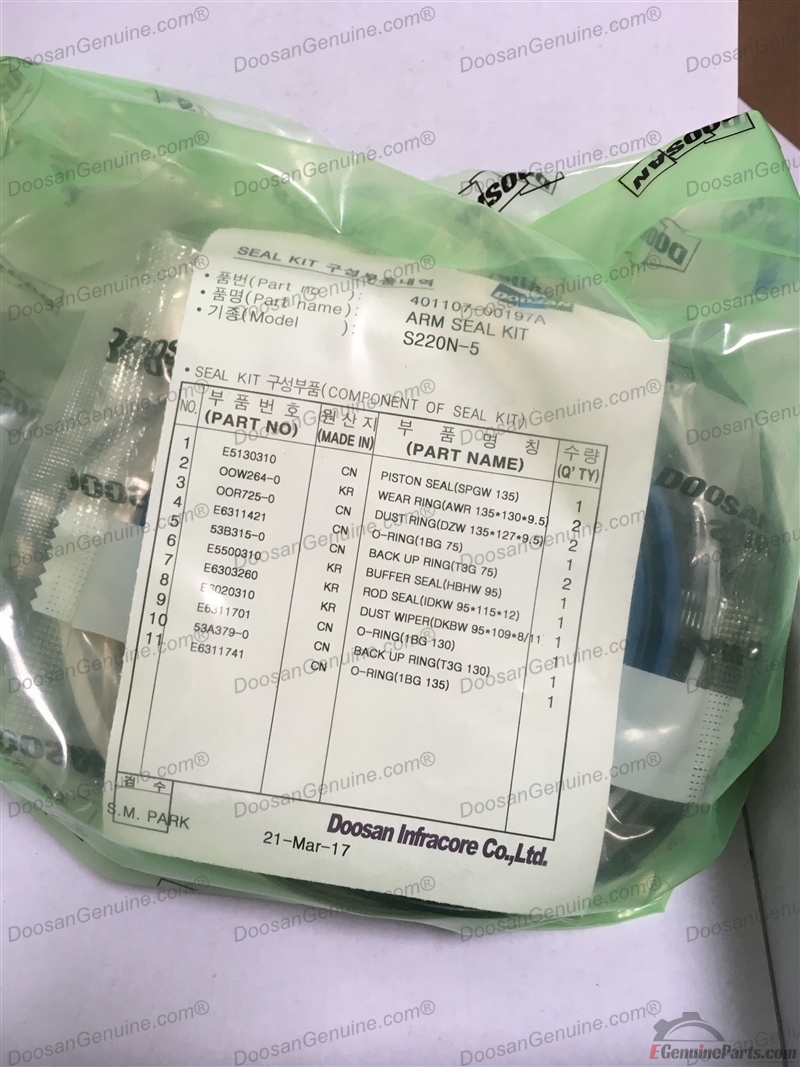 DoosanGenuine.com®
DOOSAN
SEAL KIT 구성부품내역
• 품번(Part no ): 401107-00197A
• 품명(Part name): ARM SEAL KIT
• 기종(Model ): S220N-5
• SEAL KIT 구성부품(COMPONENT OF SEAL KIT)
NO. 부품번호 (PART NO) 원산지 (MADE IN) 부품명칭 (PART NAME) 수량 (Q'TY)
1 E5130310 CN PISTON SEAL(SPGW 135) 1
2 OOW264-0 KR WEAR RING(AWR 135*130*9.5) 2
3 OOR725-0 CN DUST RING(DZW 135*127*9.5) 2
4 E6311421 CN O-RING(1BG 75) 1
5 53B315-0 CN BACK UP RING(T3G 75) 2
6 E5500310 KR BUFFER SEAL(HBHW 95) 1
7 E6303260 KR ROD SEAL(IDKW 95*115*12) 1
8 E3020310 KR DUST WIPER(DKBW 95*109*8/11 1
9 E6311701 CN O-RING(1BG 130) 1
10 53A379-0 CN BACK UP RING(T3G 130) 1
11 E6311741 CN O-RING(1BG 135) 1
검 수
S.M. PARK
21-Mar-17
Doosan Infracore Co.,Ltd.
EGenuineParts.com